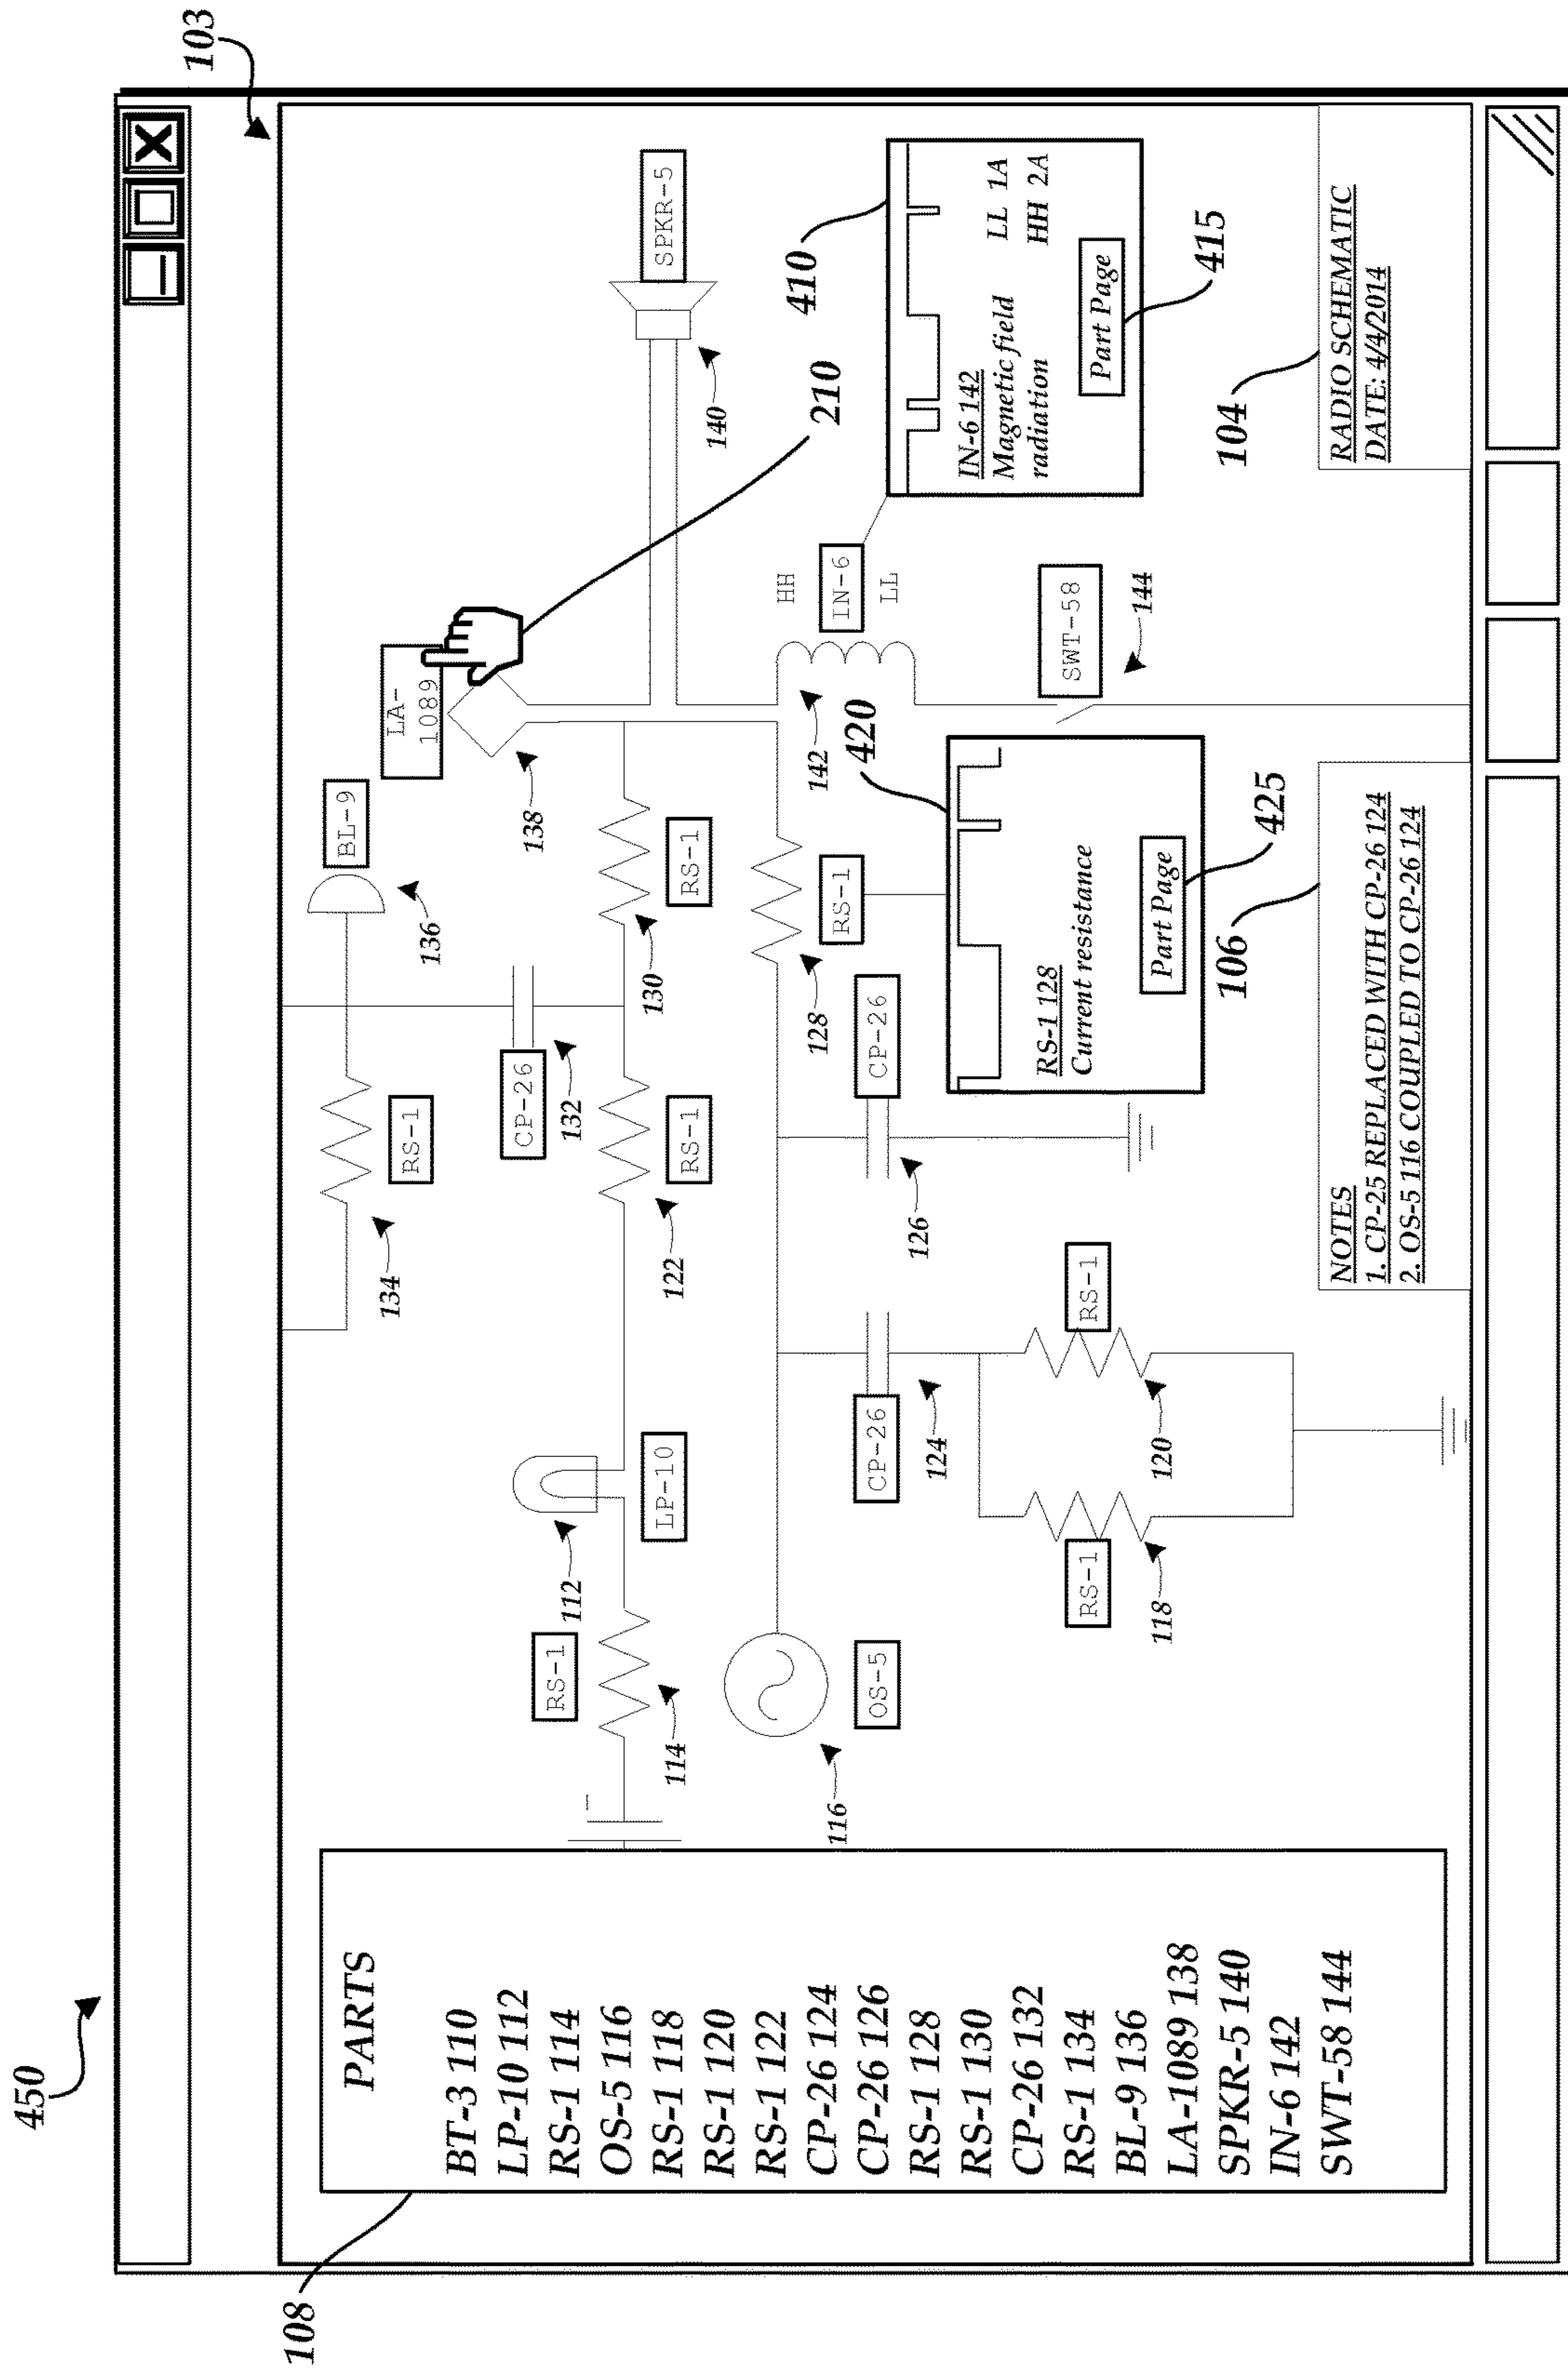 450
103
108
PARTS
BT-3 110
LP-10 112
RS-1 114
OS-5 116
RS-1 118
RS-1 120
RS-1 122
CP-26 124
CP-26 126
RS-1 128
RS-1 130
CP-26 132
RS-1 134
BL-9 136
LA-1089 138
SPKR-5 140
IN-6 142
SWT-58 144
134
RS-1
136
BL-9
LA-
1089
138
CP-26
132
RS-1
112
LP-10
114
122
RS-1
130
RS-1
140
SPKR-5
210
116
OS-5
CP-26
124
126
CP-26
128
RS-1
142
HH
IN-6
LL
410
IN-6 142
Magnetic field
radiation
LL 1A
HH 2A
Part Page
415
420
RS-1 128
Current resistance
Part Page
425
SWT-58
144
RS-1
118
120
RS-1
106
NOTES
1. CP-25 REPLACED WITH CP-26 124
2. OS-5 116 COUPLED TO CP-26 124
104
RADIO SCHEMATIC
DATE: 4/4/2014